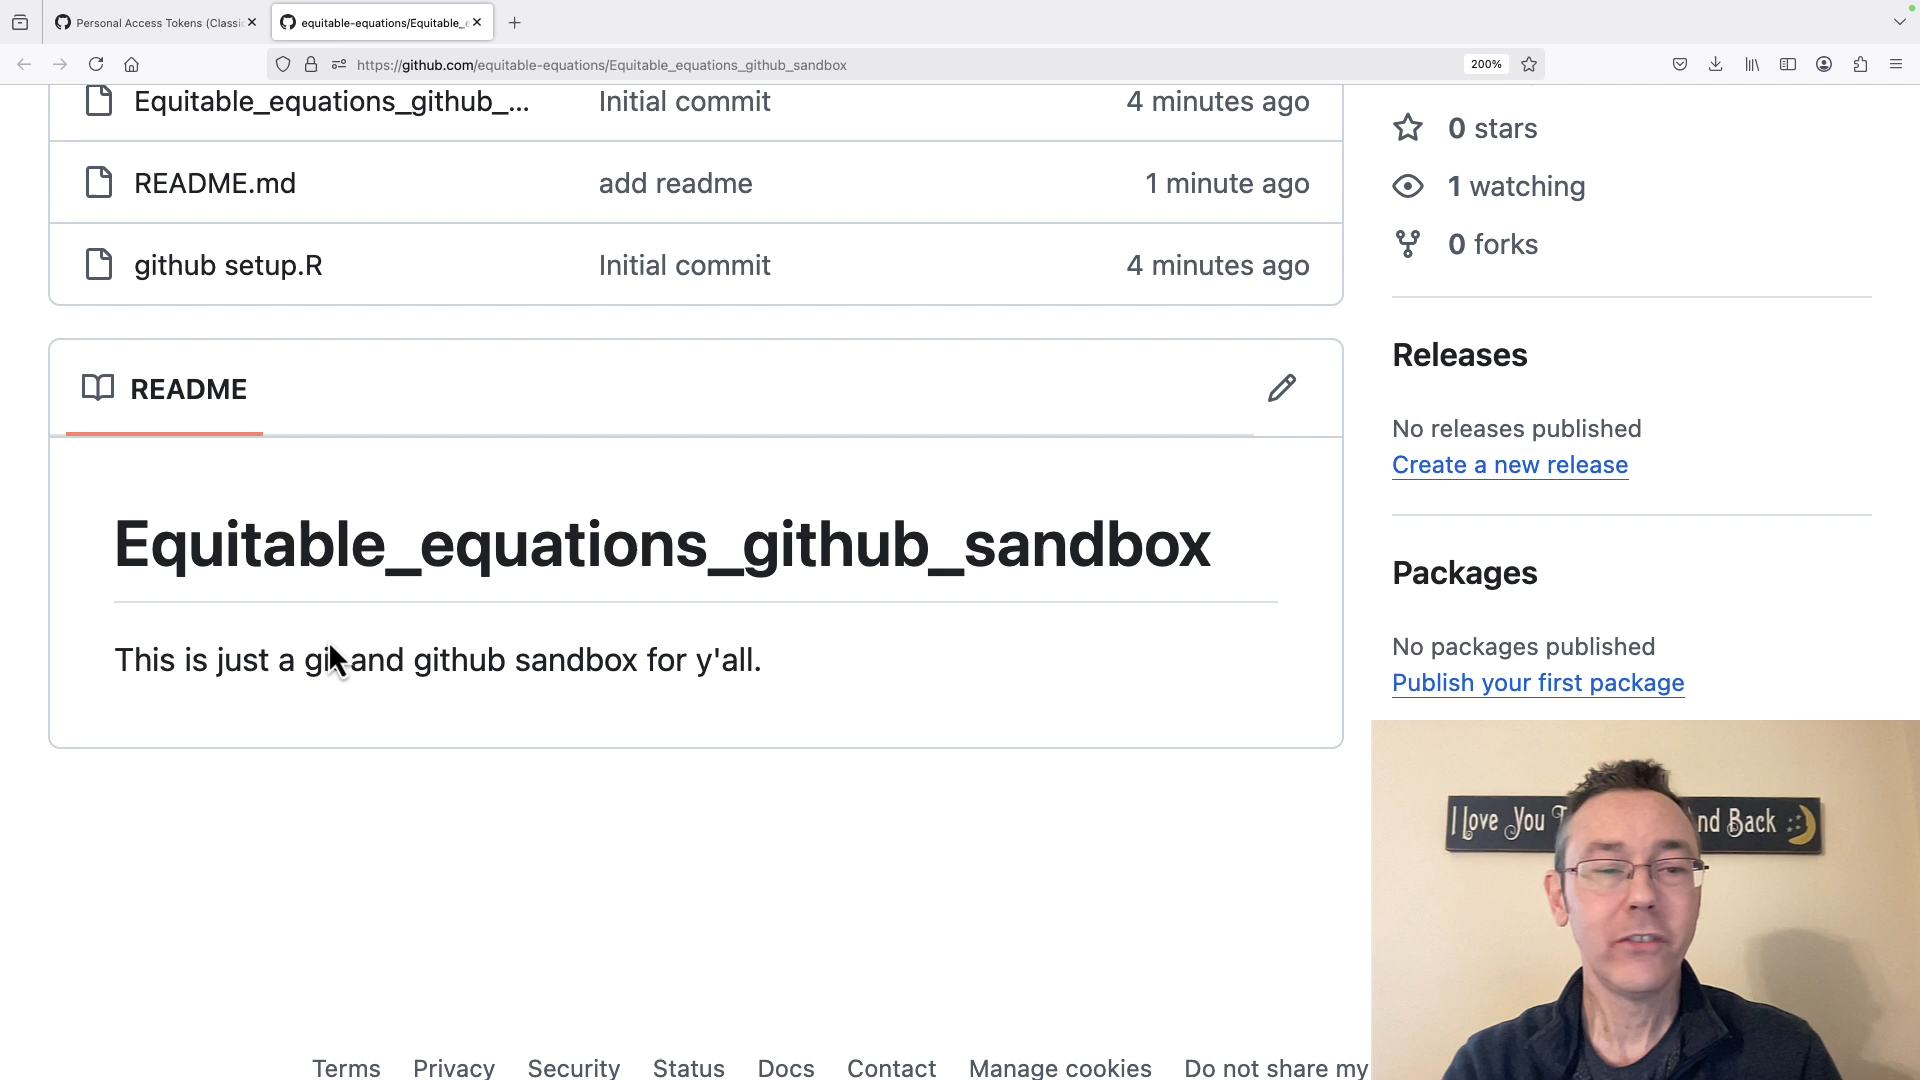 Personal Access Tokens (Classi
equitable-equations/Equitable_e
https://github.com/equitable-equations/Equitable_equations_github_sandbox
200%
Equitable_equations_github_... Initial commit 4 minutes ago
README.md add readme 1 minute ago
github setup.R Initial commit 4 minutes ago
README
Equitable_equations_github_sandbox
This is just a git and github sandbox for y'all.
0 stars
1 watching
0 forks
Releases
No releases published
Create a new release
Packages
No packages published
Publish your first package
I Love You
nd Back
Terms Privacy Security Status Docs Contact Manage cookies Do not share my